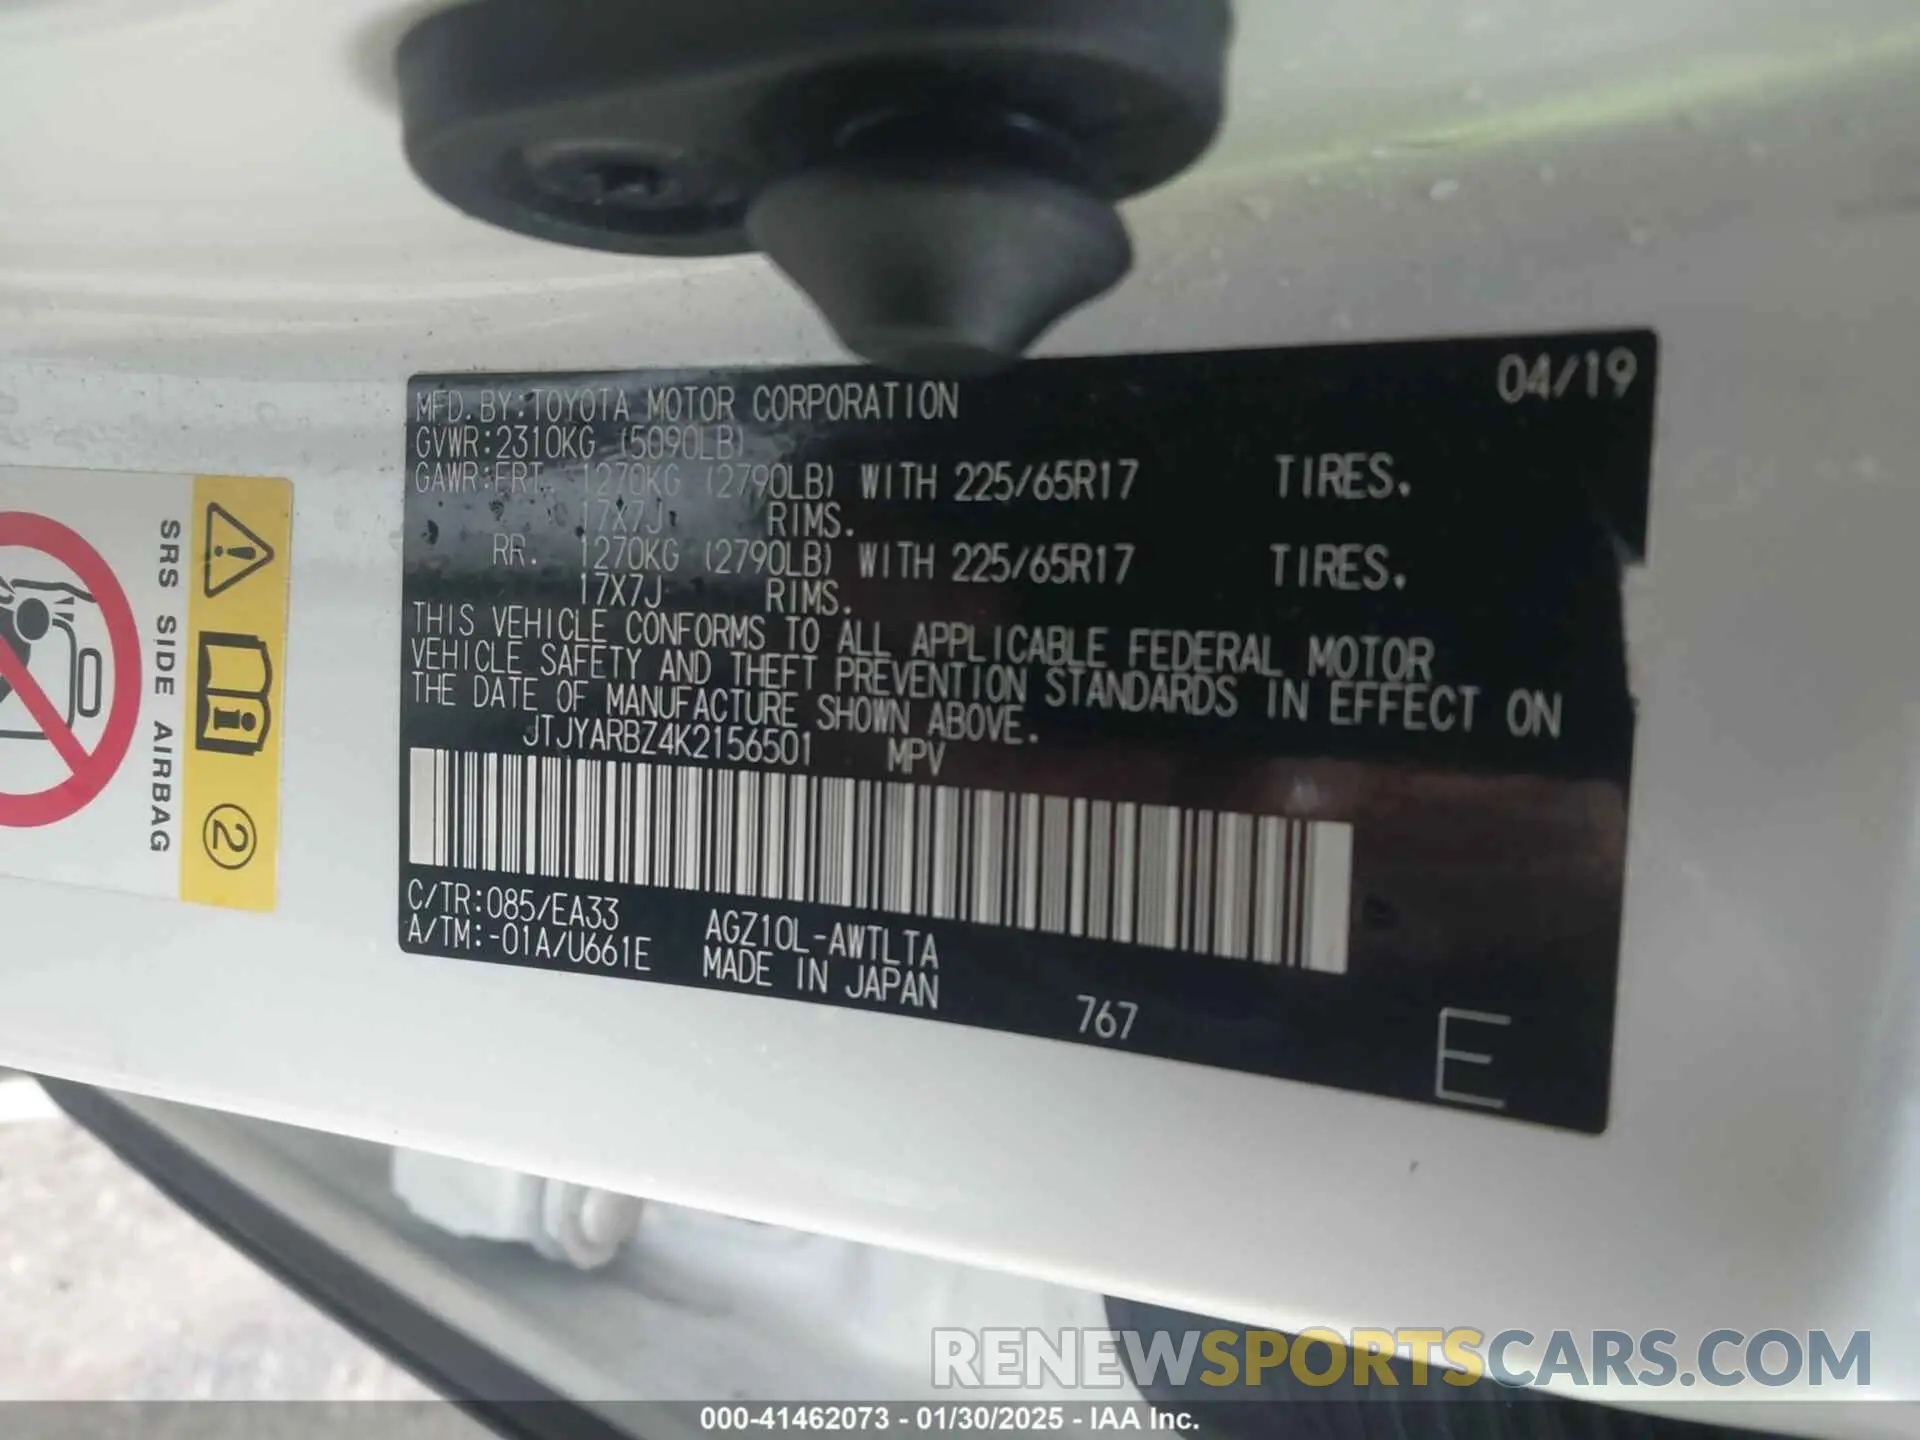 04/19
MFD.BY:TOYOTA MOTOR CORPORATION
GVWR:2310KG (5090LB)
GAWR:FRT. 1270KG (2790LB) WITH 225/65R17 TIRES.
17X7J RIMS.
RR. 1270KG (2790LB) WITH 225/65R17 TIRES.
17X7J RIMS.
THIS VEHICLE CONFORMS TO ALL APPLICABLE FEDERAL MOTOR
VEHICLE SAFETY AND THEFT PREVENTION STANDARDS IN EFFECT ON
THE DATE OF MANUFACTURE SHOWN ABOVE.
JTJYARBZ4K2156501 MPV
C/TR:085/EA33 AGZ10L-AWTLTA
A/TM:-01A/U661E MADE IN JAPAN
767
E
SRS SIDE AIRBAG
2
RENEWSPORTSCARS.COM
000-41462073 - 01/30/2025 - IAA Inc.